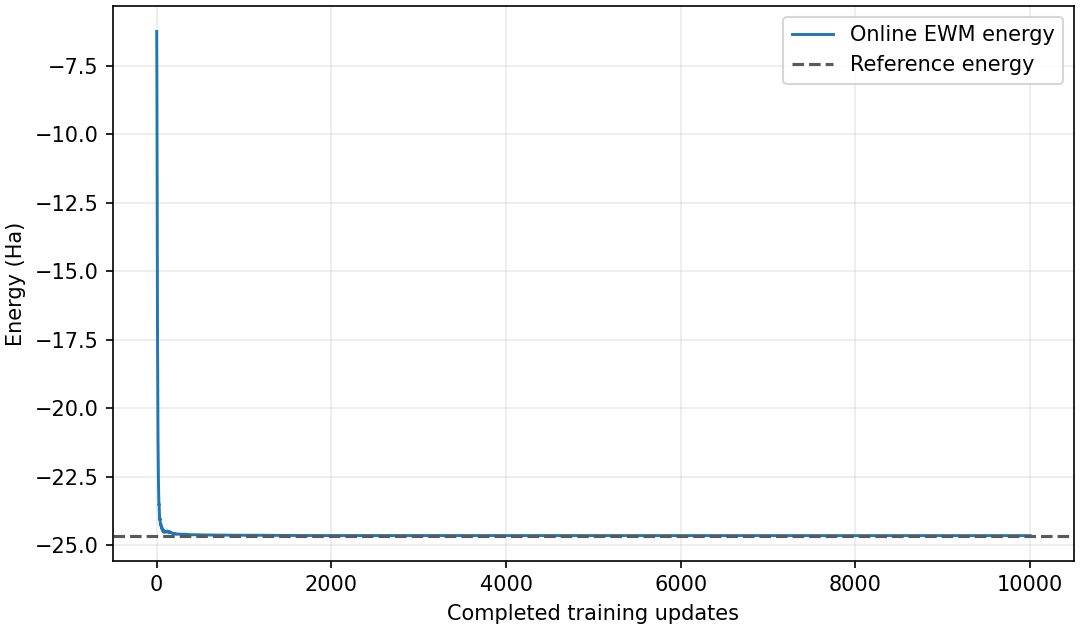 Online EWM energy
Reference energy
Energy (Ha)
−7.5
−10.0
−12.5
−15.0
−17.5
−20.0
−22.5
−25.0
0 2000 4000 6000 8000 10000
Completed training updates